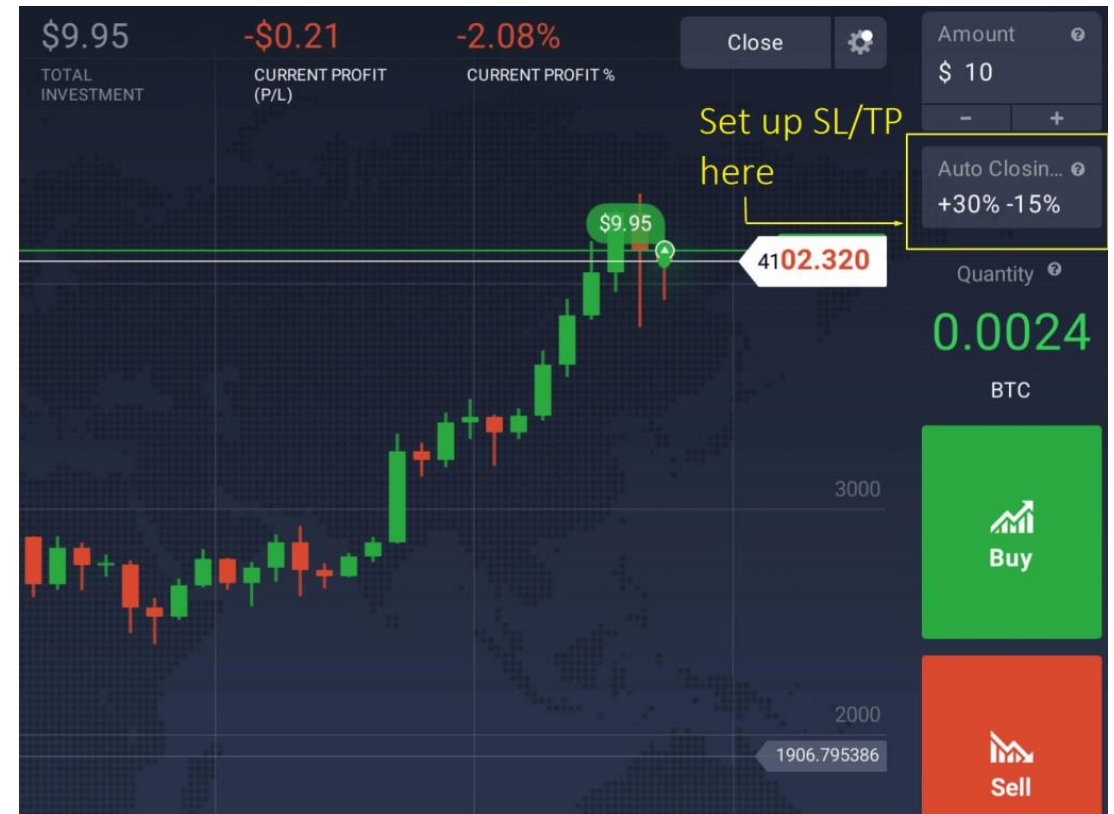 $9.95
TOTAL
INVESTMENT
-$0.21
CURRENT PROFIT
(P/L)
-2.08%
CURRENT PROFIT %
Close
Amount
$ 10
- +
Set up SL/TP
here
Auto Closin...
+30% -15%
$9.95
4102.320
Quantity
0.0024
BTC
3000
Buy
2000
1906.795386
Sell